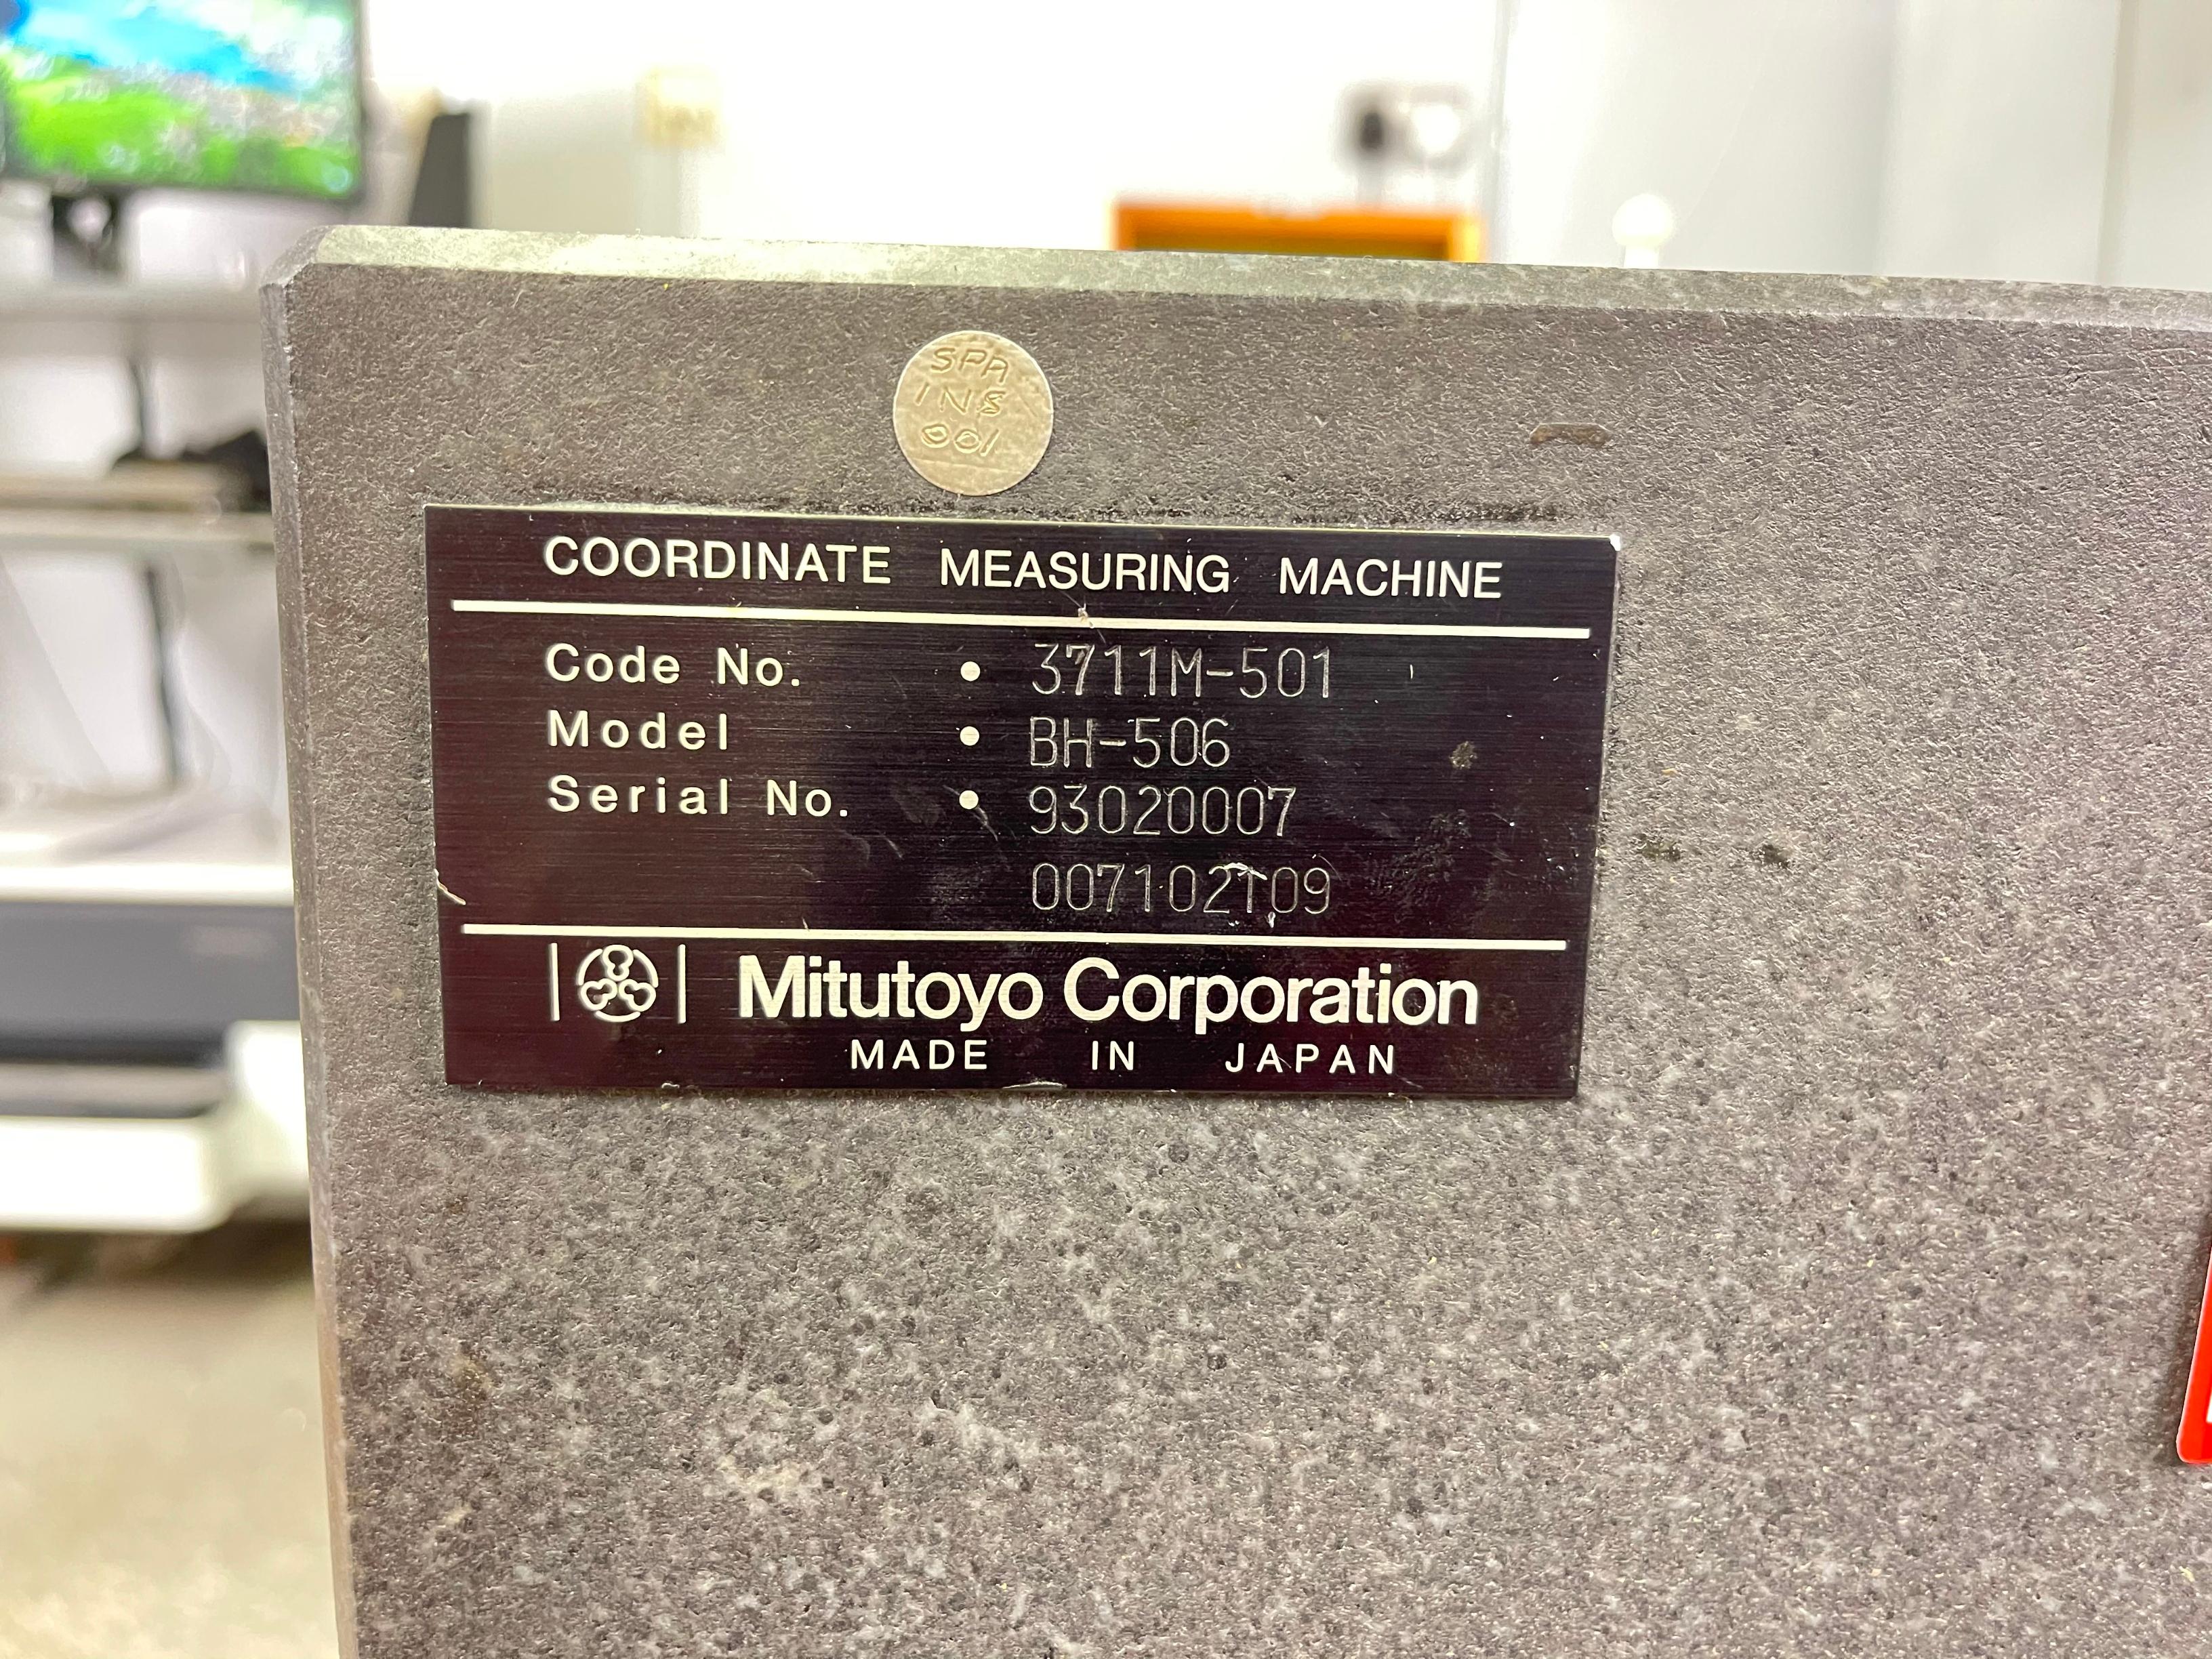 SPA
INS
001
COORDINATE MEASURING MACHINE
Code No. • 3711M-501
Model • BH-506
Serial No. • 93020007
007102109
Mitutoyo Corporation
MADE IN JAPAN